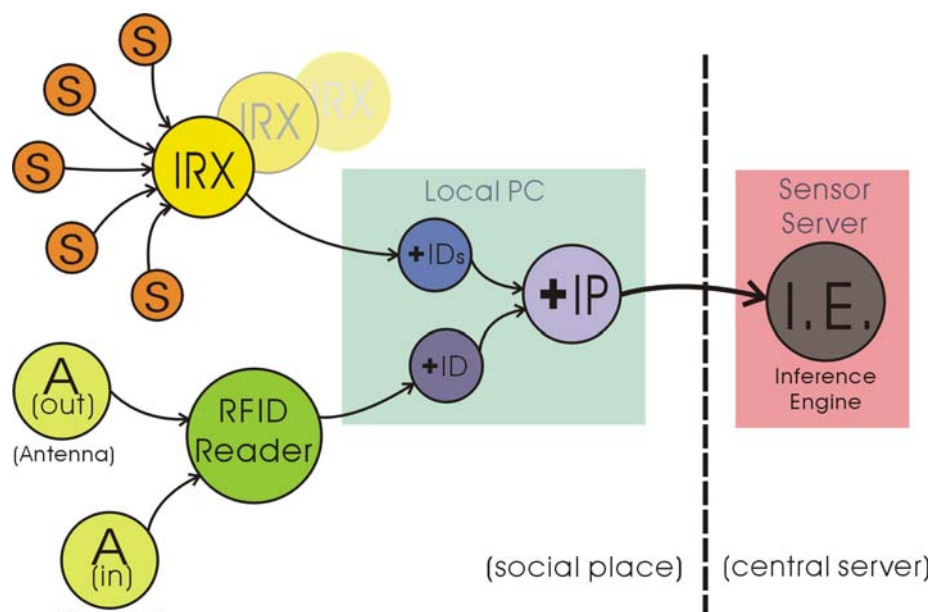 S
S
S
S
S
IRX
IRX
IRX
Local PC
+IDs
+IP
+ID
Sensor
Server
I.E.
Inference
Engine
A
(out)
(Antenna)
RFID
Reader
A
(in)
(social place)
(central server)